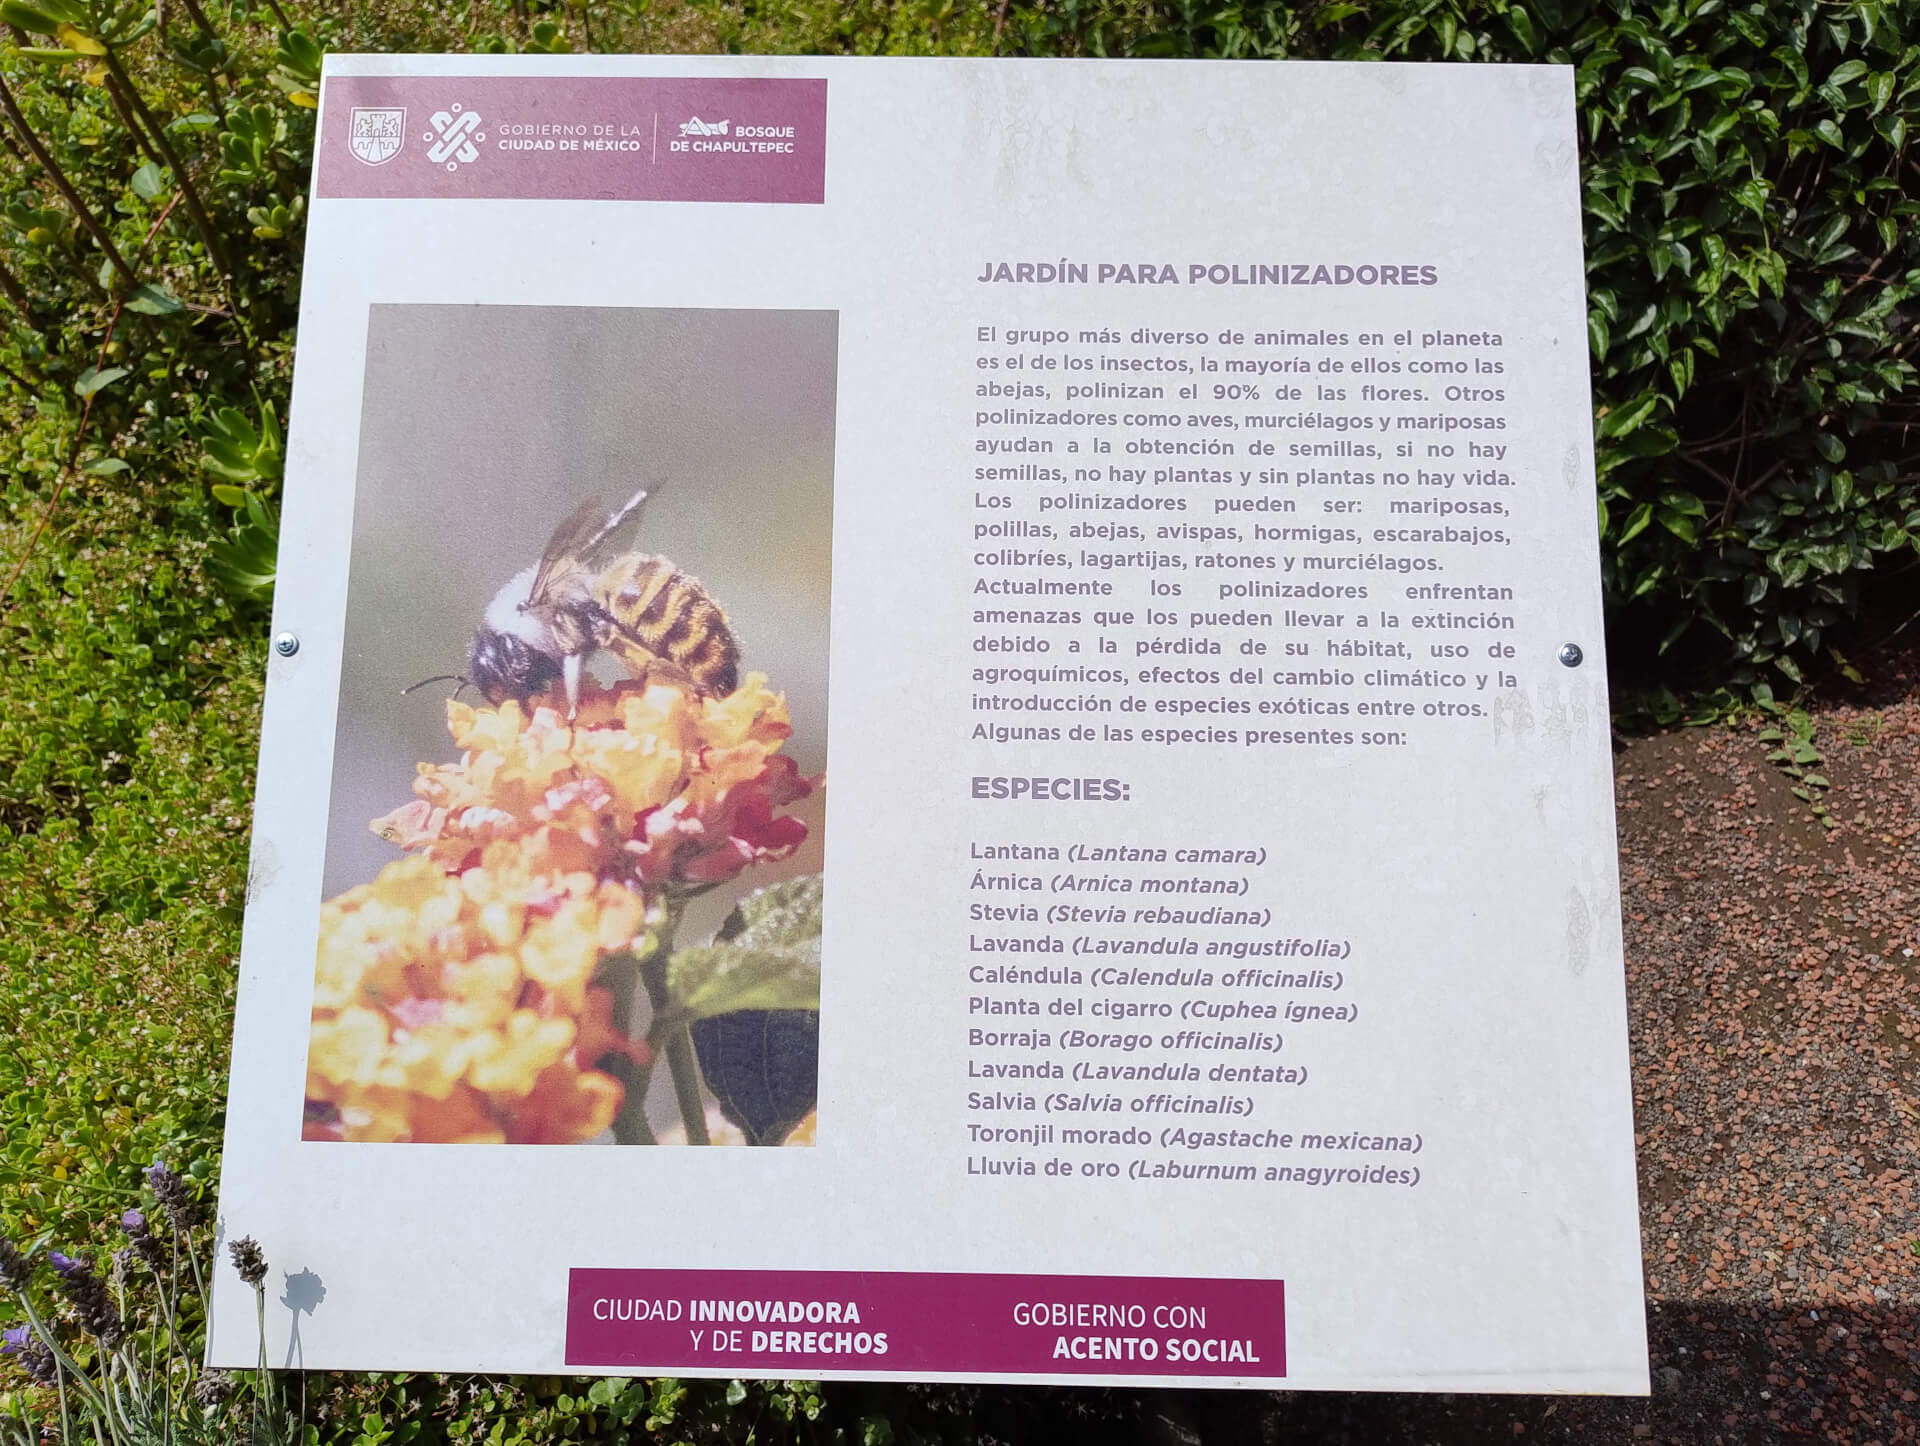 GOBIERNO DE LA
CIUDAD DE MÉXICO
BOSQUE
DE CHAPULTEPEC
JARDÍN PARA POLINIZADORES
El grupo más diverso de animales en el planeta
es el de los insectos, la mayoría de ellos como las
abejas, polinizan el 90% de las flores. Otros
polinizadores como aves, murciélagos y mariposas
ayudan a la obtención de semillas, si no hay
semillas, no hay plantas y sin plantas no hay vida.
Los polinizadores pueden ser: mariposas,
polillas, abejas, avispas, hormigas, escarabajos,
colibríes, lagartijas, ratones y murciélagos.
Actualmente los polinizadores enfrentan
amenazas que los pueden llevar a la extinción
debido a la pérdida de su hábitat, uso de
agroquímicos, efectos del cambio climático y la
introducción de especies exóticas entre otros.
Algunas de las especies presentes son:
ESPECIES:
Lantana (Lantana camara)
Árnica (Arnica montana)
Stevia (Stevia rebaudiana)
Lavanda (Lavandula angustifolia)
Caléndula (Calendula officinalis)
Planta del cigarro (Cuphea ígnea)
Borraja (Borago officinalis)
Lavanda (Lavandula dentata)
Salvia (Salvia officinalis)
Toronjil morado (Agastache mexicana)
Lluvia de oro (Laburnum anagyroides)
CIUDAD INNOVADORA
Y DE DERECHOS
GOBIERNO CON
ACENTO SOCIAL